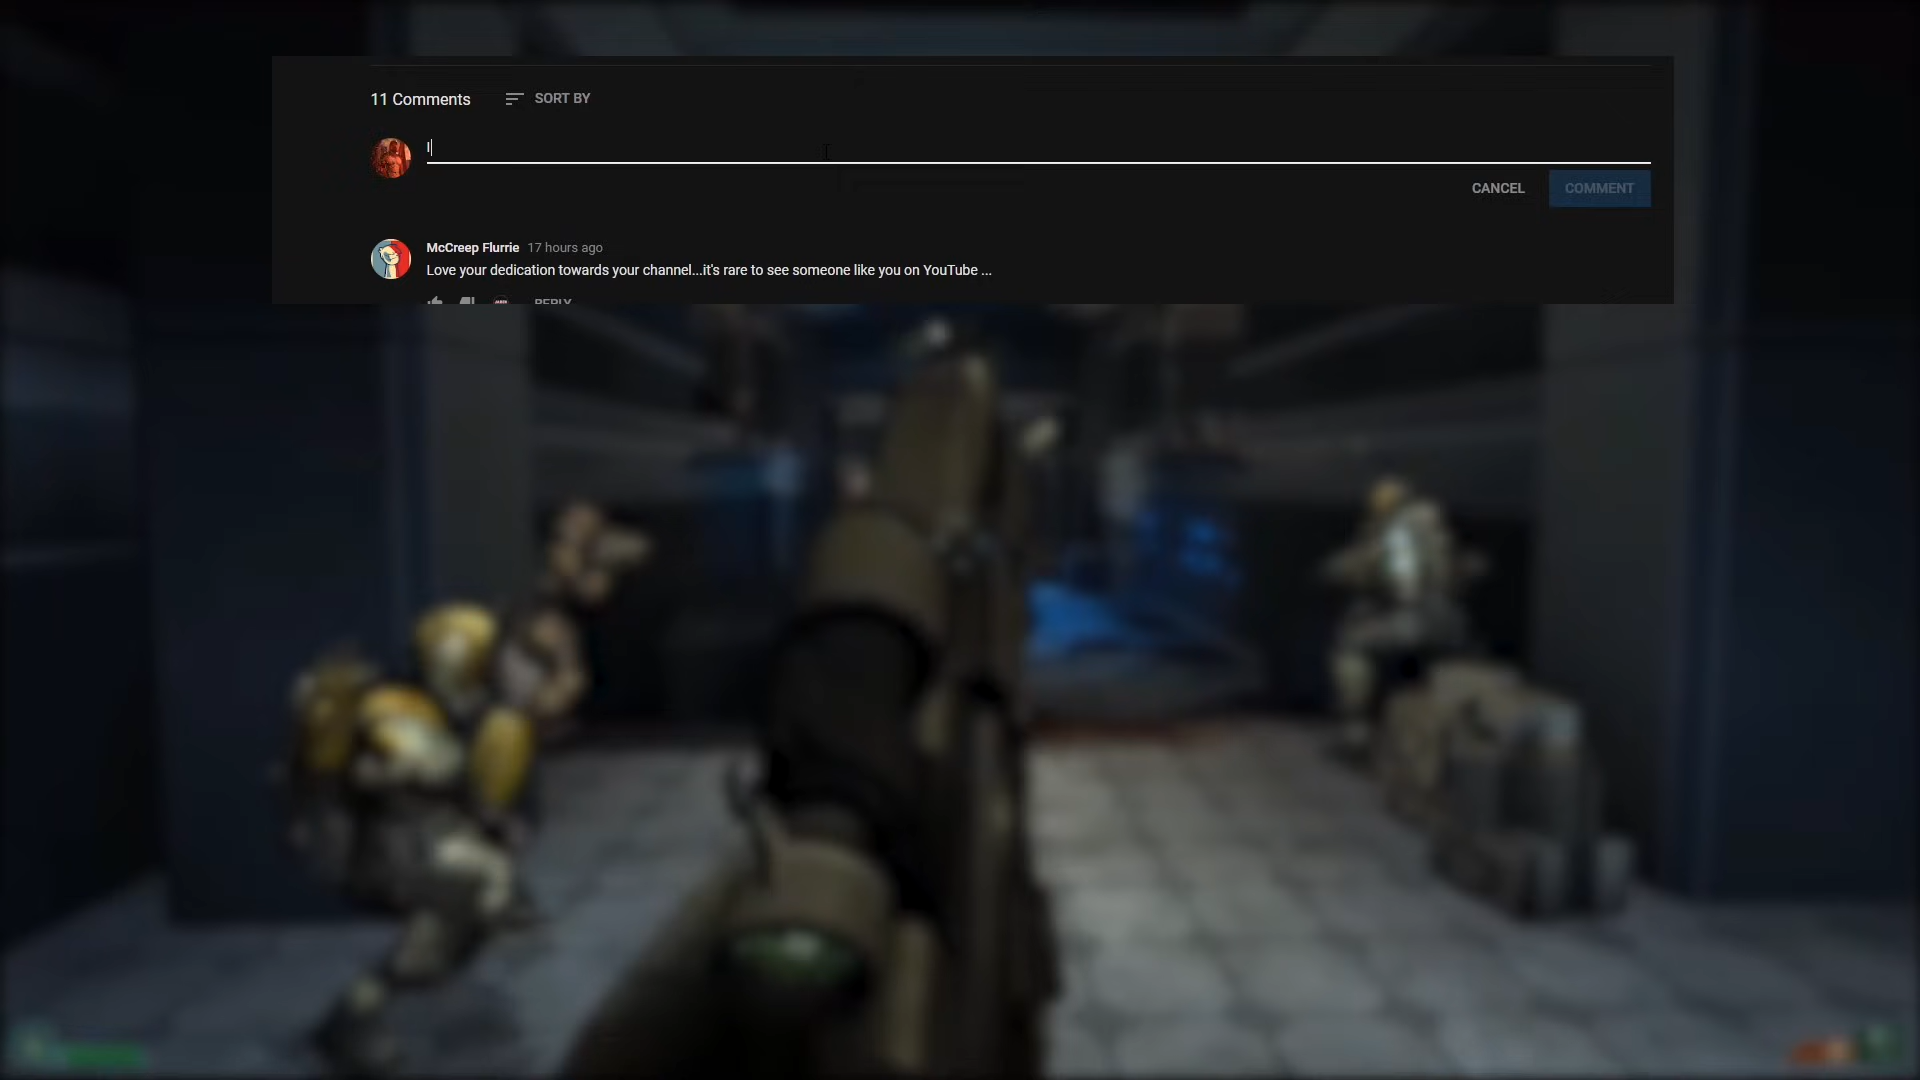 11 Comments
SORT BY
I
CANCEL
COMMENT
McCreep Flurrie 17 hours ago
Love your dedication towards your channel...it's rare to see someone like you on YouTube ...
REPLY